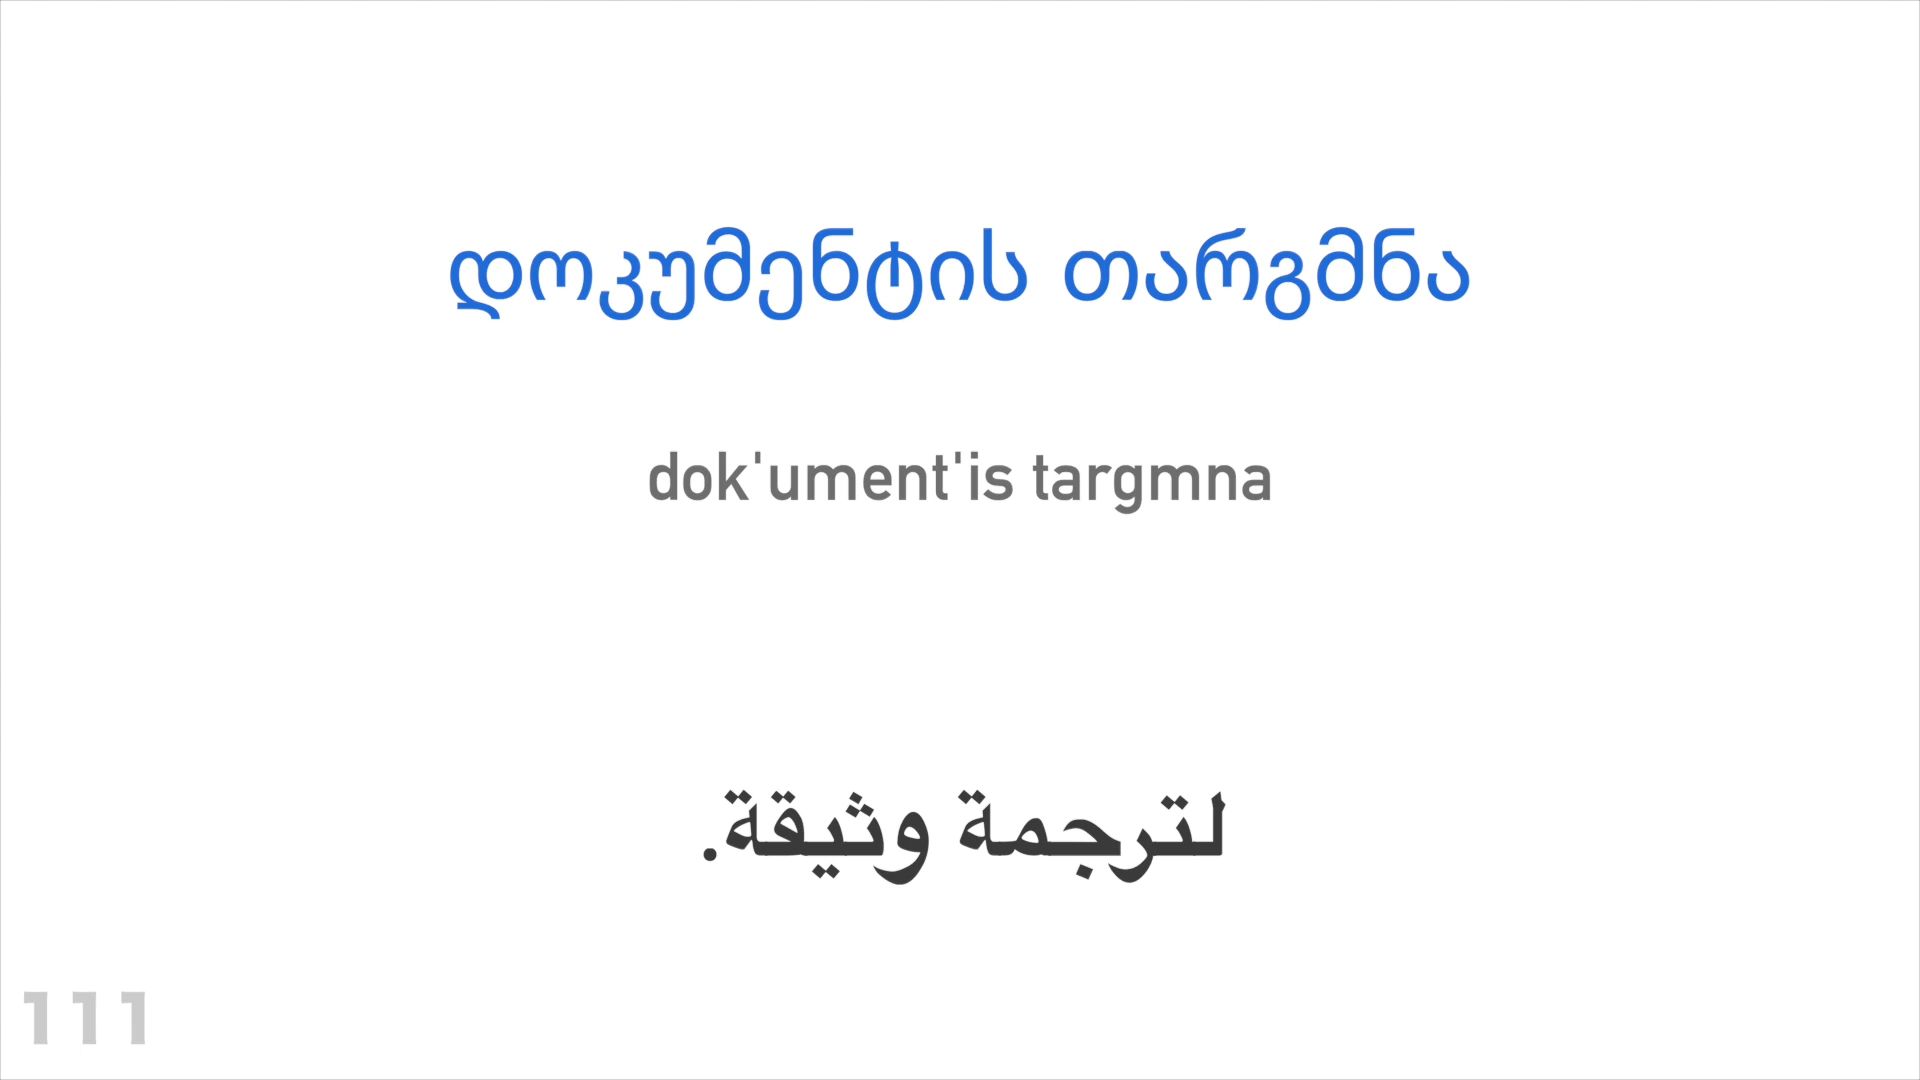 დოკუმენტის თარგმნა
dok'ument'is targmna
لترجمة وثيقة.
111